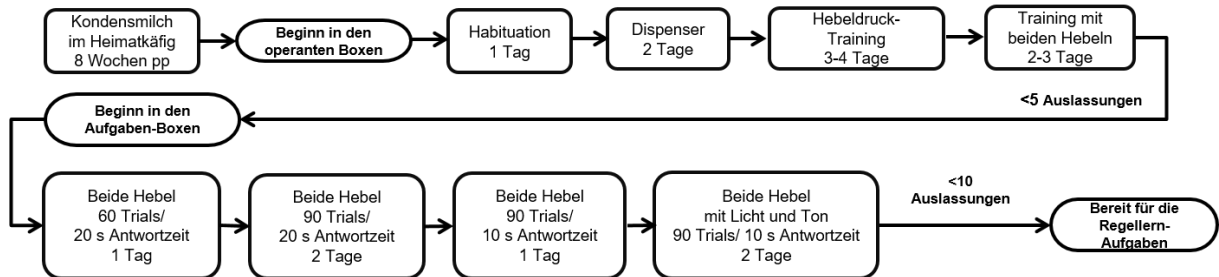 Kondensmilch
im Heimatkäfig
8 Wochen pp
Beginn in den
operanten Boxen
Habituation
1 Tag
Dispenser
2 Tage
Hebeldruck-
Training
3-4 Tage
Training mit
beiden Hebeln
2-3 Tage
<5 Auslassungen
Beginn in den
Aufgaben-Boxen
Beide Hebel
60 Trials/
20 s Antwortzeit
1 Tag
Beide Hebel
90 Trials/
20 s Antwortzeit
2 Tage
Beide Hebel
90 Trials/
10 s Antwortzeit
1 Tag
Beide Hebel
mit Licht und Ton
90 Trials/ 10 s Antwortzeit
2 Tage
<10
Auslassungen
Bereit für die
Regellern-
Aufgaben